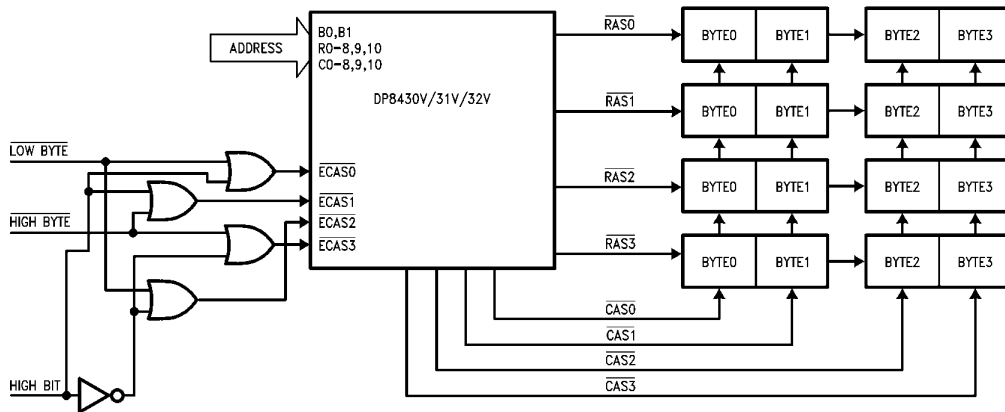 ADDRESS
B0,B1
R0-8,9,10
C0-8,9,10
DP8430V/31V/32V
LOW BYTE
HIGH BYTE
HIGH BIT
ECAS0
ECAS1
ECAS2
ECAS3
RAS0
RAS1
RAS2
RAS3
CAS0
CAS1
CAS2
CAS3
BYTE0 BYTE1 BYTE2 BYTE3
BYTE0 BYTE1 BYTE2 BYTE3
BYTE0 BYTE1 BYTE2 BYTE3
BYTE0 BYTE1 BYTE2 BYTE3